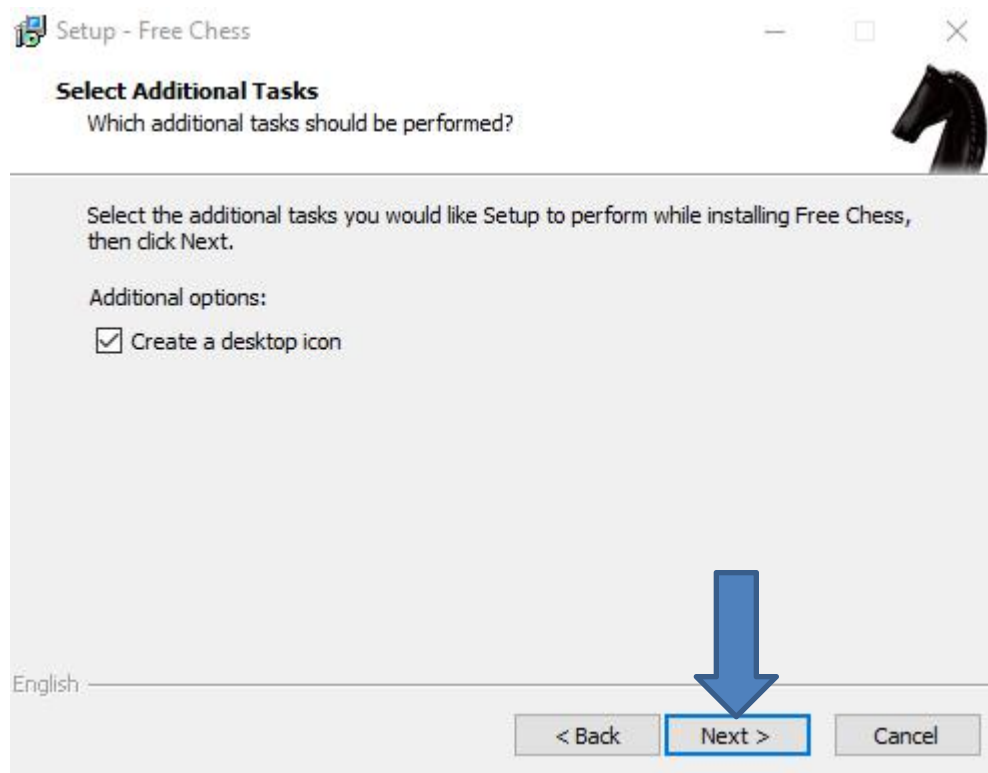 Setup - Free Chess
Select Additional Tasks
Which additional tasks should be performed?
Select the additional tasks you would like Setup to perform while installing Free Chess,
then click Next.
Additional options:
Create a desktop icon
English
< Back Next > Cancel